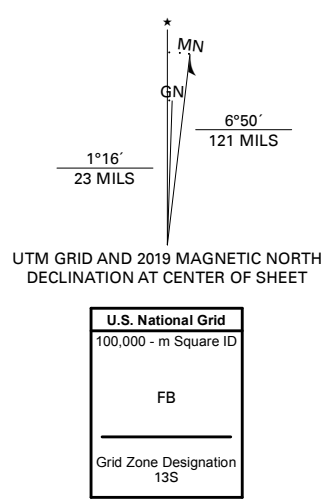 ★
MN
GN
6°50´
121 MILS
1°16´
23 MILS
UTM GRID AND 2019 MAGNETIC NORTH
DECLINATION AT CENTER OF SHEET
U.S. National Grid
100,000 - m Square ID
FB
Grid Zone Designation
13S